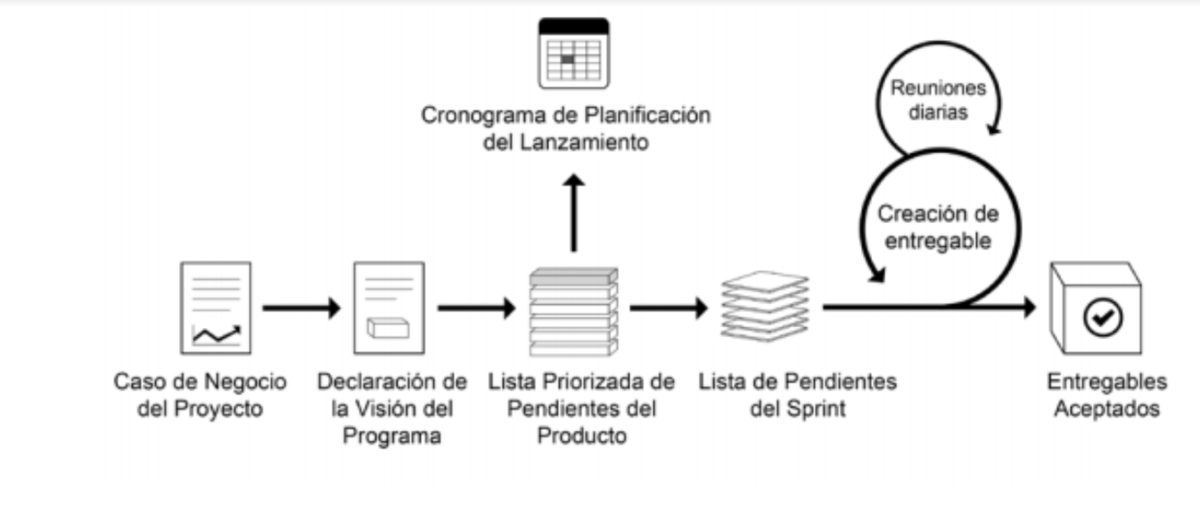 Cronograma de Planificación
del Lanzamiento
Reuniones
diarias
Creación de
entregable
Caso de Negocio
del Proyecto
Declaración de
la Visión del
Programa
Lista Priorizada de
Pendientes del
Producto
Lista de Pendientes
del Sprint
Entregables
Aceptados